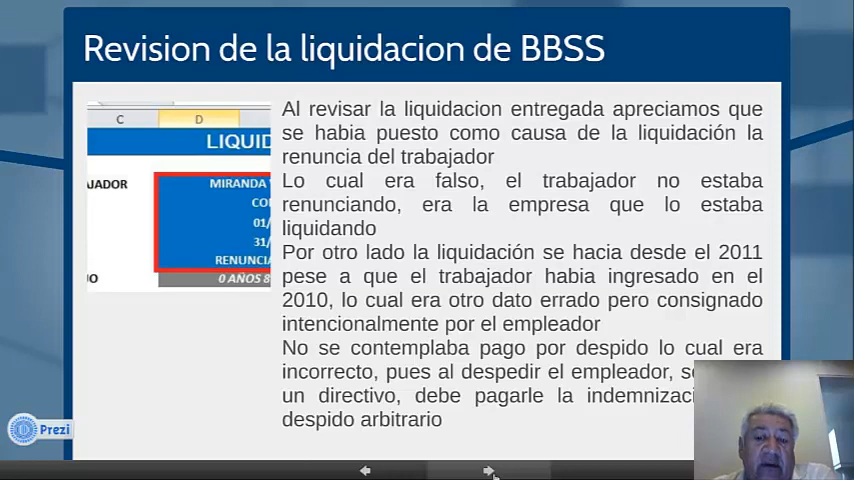 Revision de la liquidacion de BBSS
C D
LIQUID
AJADOR MIRANDA
01/
31/
RENUNCIA
0 AÑOS 8
Al revisar la liquidacion entregada apreciamos que
se habia puesto como causa de la liquidación la
renuncia del trabajador
Lo cual era falso, el trabajador no estaba
renunciando, era la empresa que lo estaba
liquidando
Por otro lado la liquidación se hacia desde el 2011
pese a que el trabajador habia ingresado en el
2010, lo cual era otro dato errado pero consignado
intencionalmente por el empleador
No se contemplaba pago por despido lo cual era
incorrecto, pues al despedir el empleador,
un directivo, debe pagarle la
despido arbitrario
Prezi